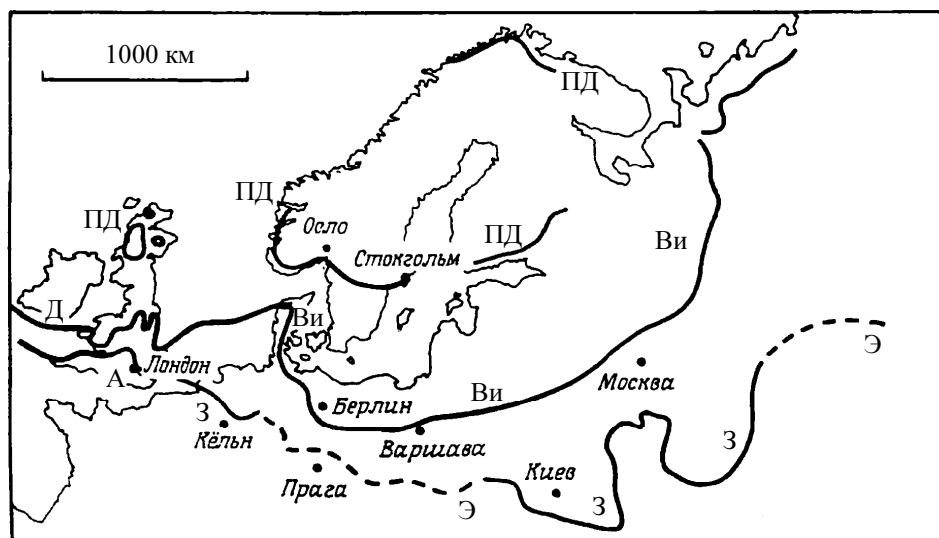 1000 км
ПД
ПД
ПД
Осло
ПД
Ви
Стокгольм
Д
Ви
Э
А
Лондон
Москва
Берлин
Ви
З
Кёльн
Варшава
З
Прага
Киев
Э
З